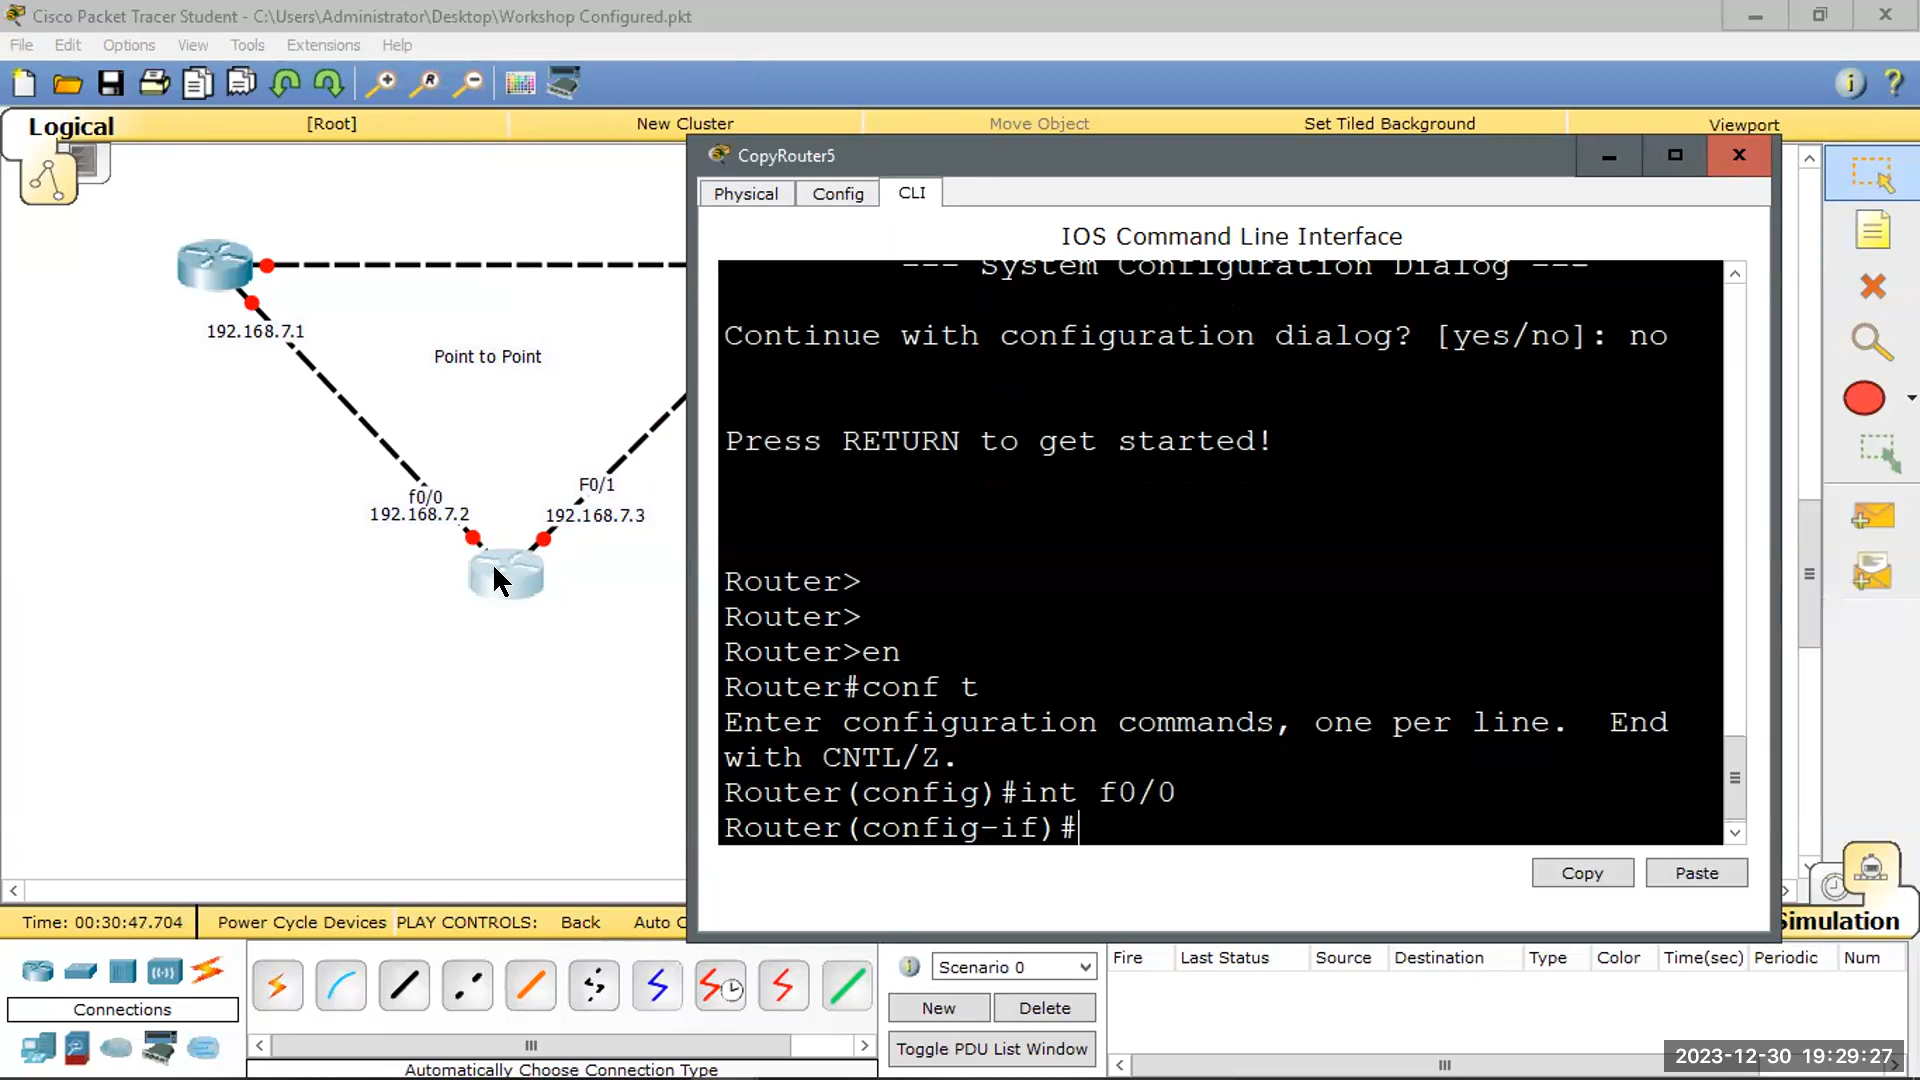 Cisco Packet Tracer Student - C:\Users\Administrator\Desktop\Workshop Configured.pkt
File Edit Options View Tools Extensions Help
Logical [Root] New Cluster Move Object Set Tiled Background Viewport
CopyRouter5
Physical Config CLI
IOS Command Line Interface
--- System Configuration Dialog ---
Continue with configuration dialog? [yes/no]: no
Press RETURN to get started!
Router>
Router>
Router>en
Router#conf t
Enter configuration commands, one per line.  End
with CNTL/Z.
Router(config)#int f0/0
Router(config-if)#
Copy Paste
192.168.7.1
Point to Point
f0/0
192.168.7.2
F0/1
192.168.7.3
Time: 00:30:47.704 Power Cycle Devices PLAY CONTROLS: Back Auto C
Simulation
Connections
Automatically Choose Connection Type
Scenario 0
New Delete
Toggle PDU List Window
Fire Last Status Source Destination Type Color Time(sec) Periodic Num
2023-12-30 19:29:27